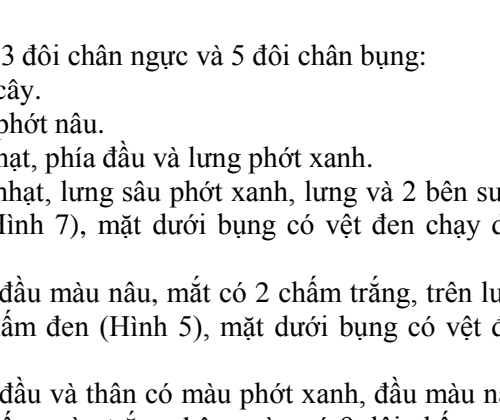 3 đôi chân ngực và 5 đôi chân bụng:
cây.
phớt nâu.
nhạt, phía đầu và lưng phớt xanh.
nhạt, lưng sâu phớt xanh, lưng và 2 bên
Hình 7), mặt dưới bụng có vệt đen chạy
đầu màu nâu, mắt có 2 chấm trắng, trên
chấm đen (Hình 5), mặt dưới bụng có vệt
đầu và thân có màu phớt xanh, đầu màu